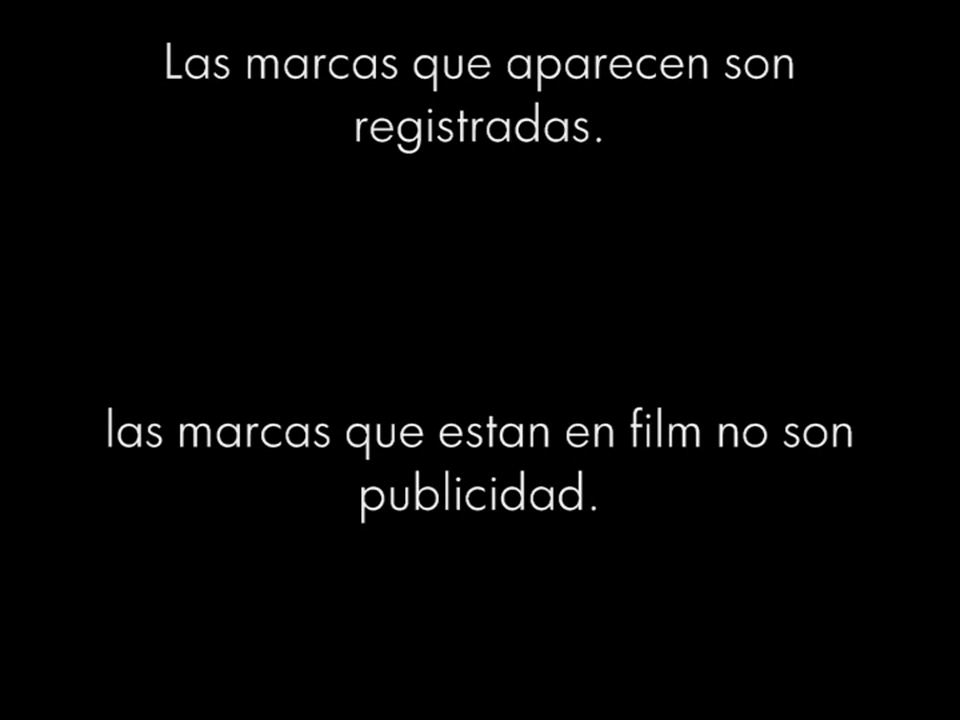 Las marcas que aparecen son
registradas.
las marcas que estan en film no son
publicidad.